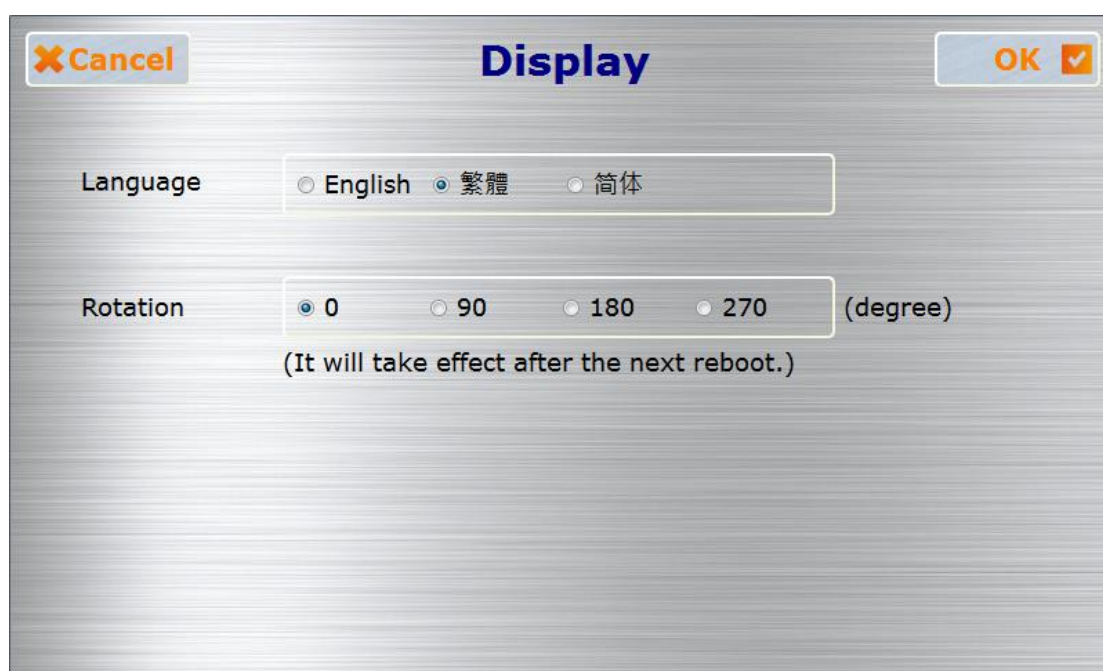 Cancel Display OK
Language English 繁體 简体
Rotation 0 90 180 270 (degree)
(It will take effect after the next reboot.)